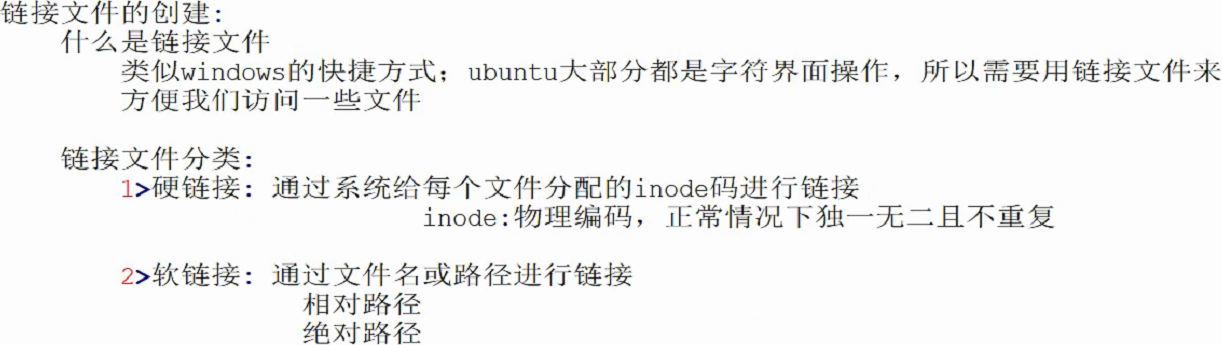 链接文件的创建:
什么是链接文件
类似windows的快捷方式；ubuntu大部分都是字符界面操作，所以需要用链接文件来
方便我们访问一些文件
链接文件分类:
1>硬链接: 通过系统给每个文件分配的inode码进行链接
inode:物理编码，正常情况下独一无二且不重复
2>软链接: 通过文件名或路径进行链接
相对路径
绝对路径